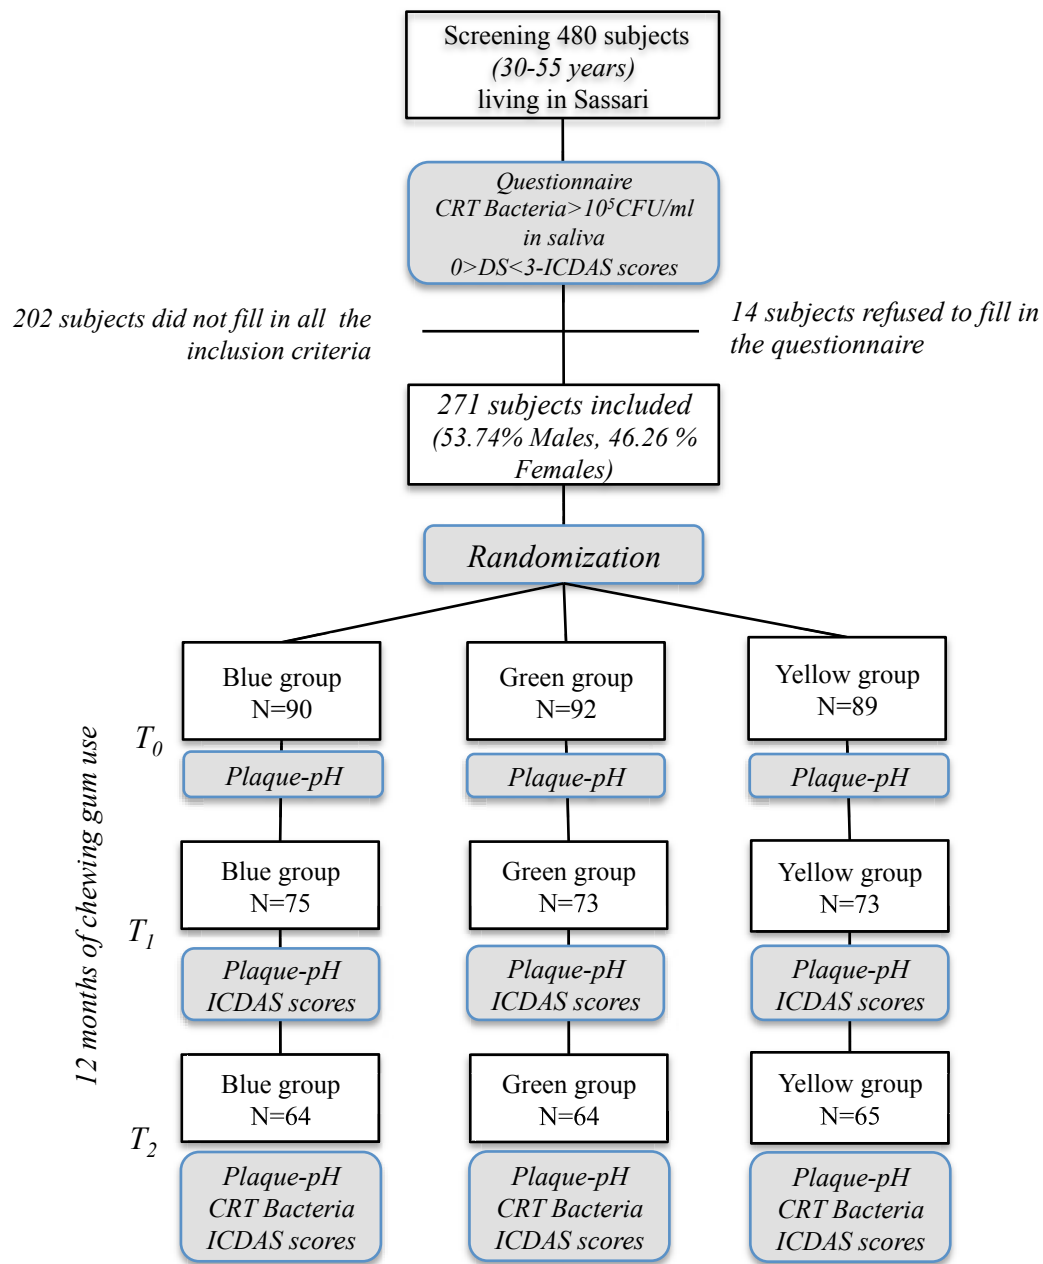 Screening 480 subjects
(30-55 years)
living in Sassari
Questionnaire
CRT Bacteria>10⁵CFU/ml
in saliva
0>DS<3-ICDAS scores
202 subjects did not fill in all the
inclusion criteria
14 subjects refused to fill in
the questionnaire
271 subjects included
(53.74% Males, 46.26 %
Females)
Randomization
12 months of chewing gum use
T₀
Blue group
N=90
Green group
N=92
Yellow group
N=89
Plaque-pH
Plaque-pH
Plaque-pH
T₁
Blue group
N=75
Green group
N=73
Yellow group
N=73
Plaque-pH
ICDAS scores
Plaque-pH
ICDAS scores
Plaque-pH
ICDAS scores
T₂
Blue group
N=64
Green group
N=64
Yellow group
N=65
Plaque-pH
CRT Bacteria
ICDAS scores
Plaque-pH
CRT Bacteria
ICDAS scores
Plaque-pH
CRT Bacteria
ICDAS scores